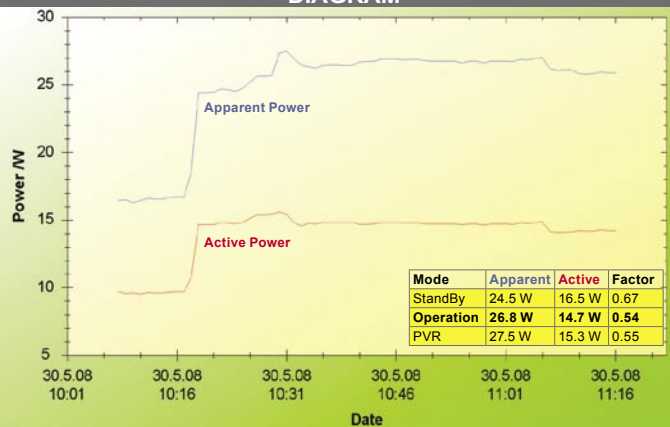 DIAGRAM
30
25
20
15
10
5
Power /W
Apparent Power
Active Power
Mode Apparent Active Factor
StandBy 24.5 W 16.5 W 0.67
Operation 26.8 W 14.7 W 0.54
PVR 27.5 W 15.3 W 0.55
30.5.08 30.5.08 30.5.08 30.5.08 30.5.08 30.5.08
10:01 10:16 10:31 10:46 11:01 11:16
Date